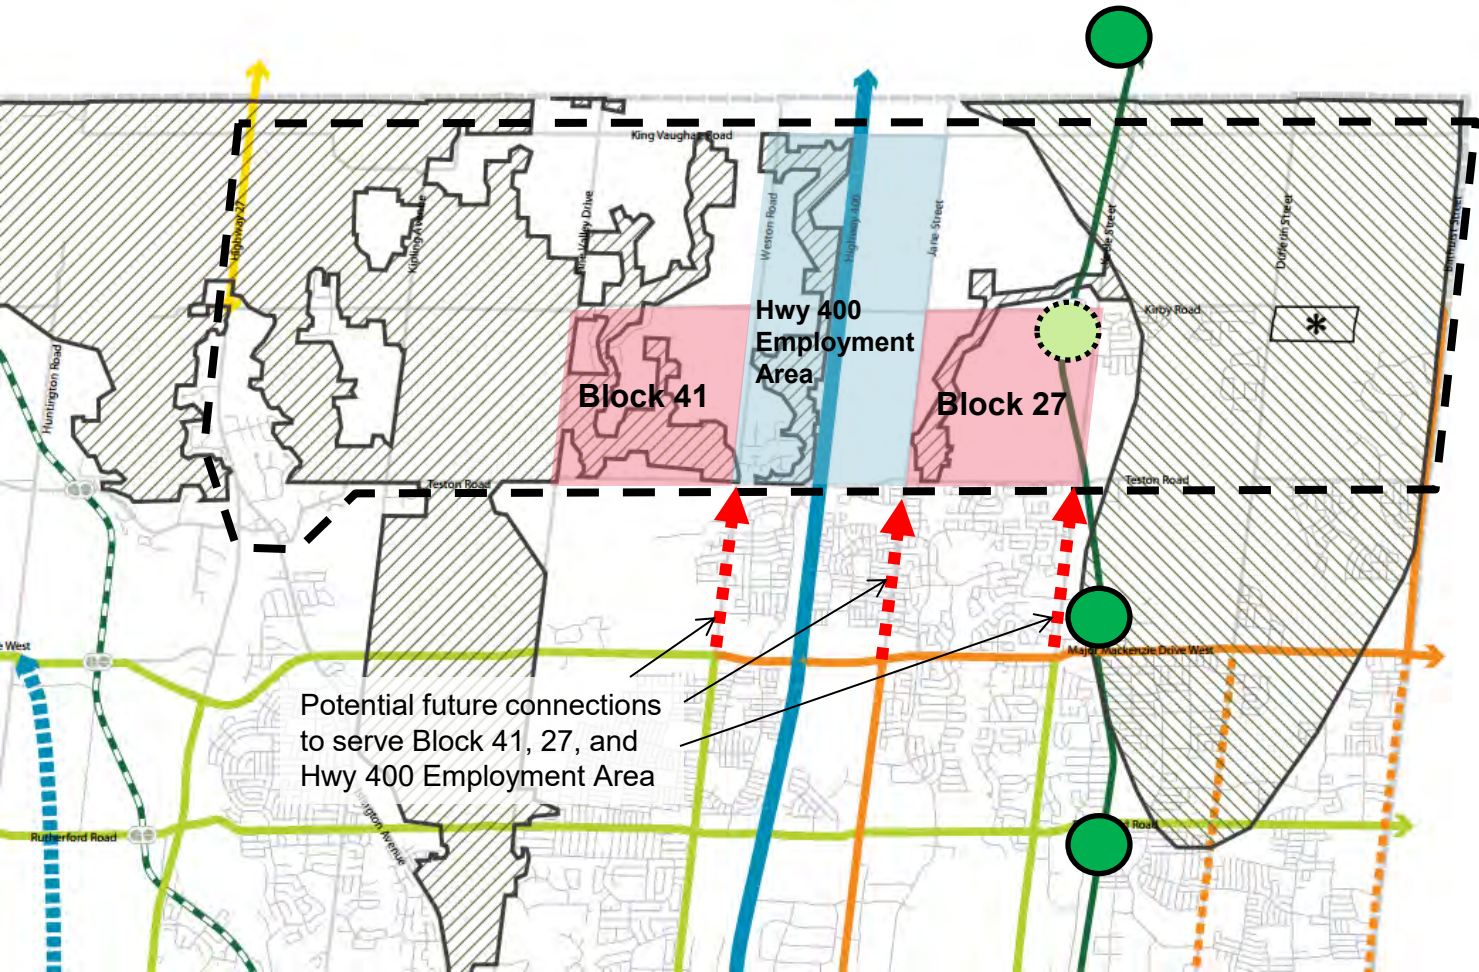 King Vaughan Road
Highway 27
Kipling Avenue
Pine Valley Drive
Weston Road
Highway 400
Jane Street
Keele Street
Dufferin Street
Bathurst Street
Huntington Road
Kirby Road
*
Hwy 400
Employment
Area
Block 41
Block 27
Teston Road
Teston Road
e West
Major Mackenzie Drive West
Potential future connections
to serve Block 41, 27, and
Hwy 400 Employment Area
ington Avenue
Rutherford Road
Road